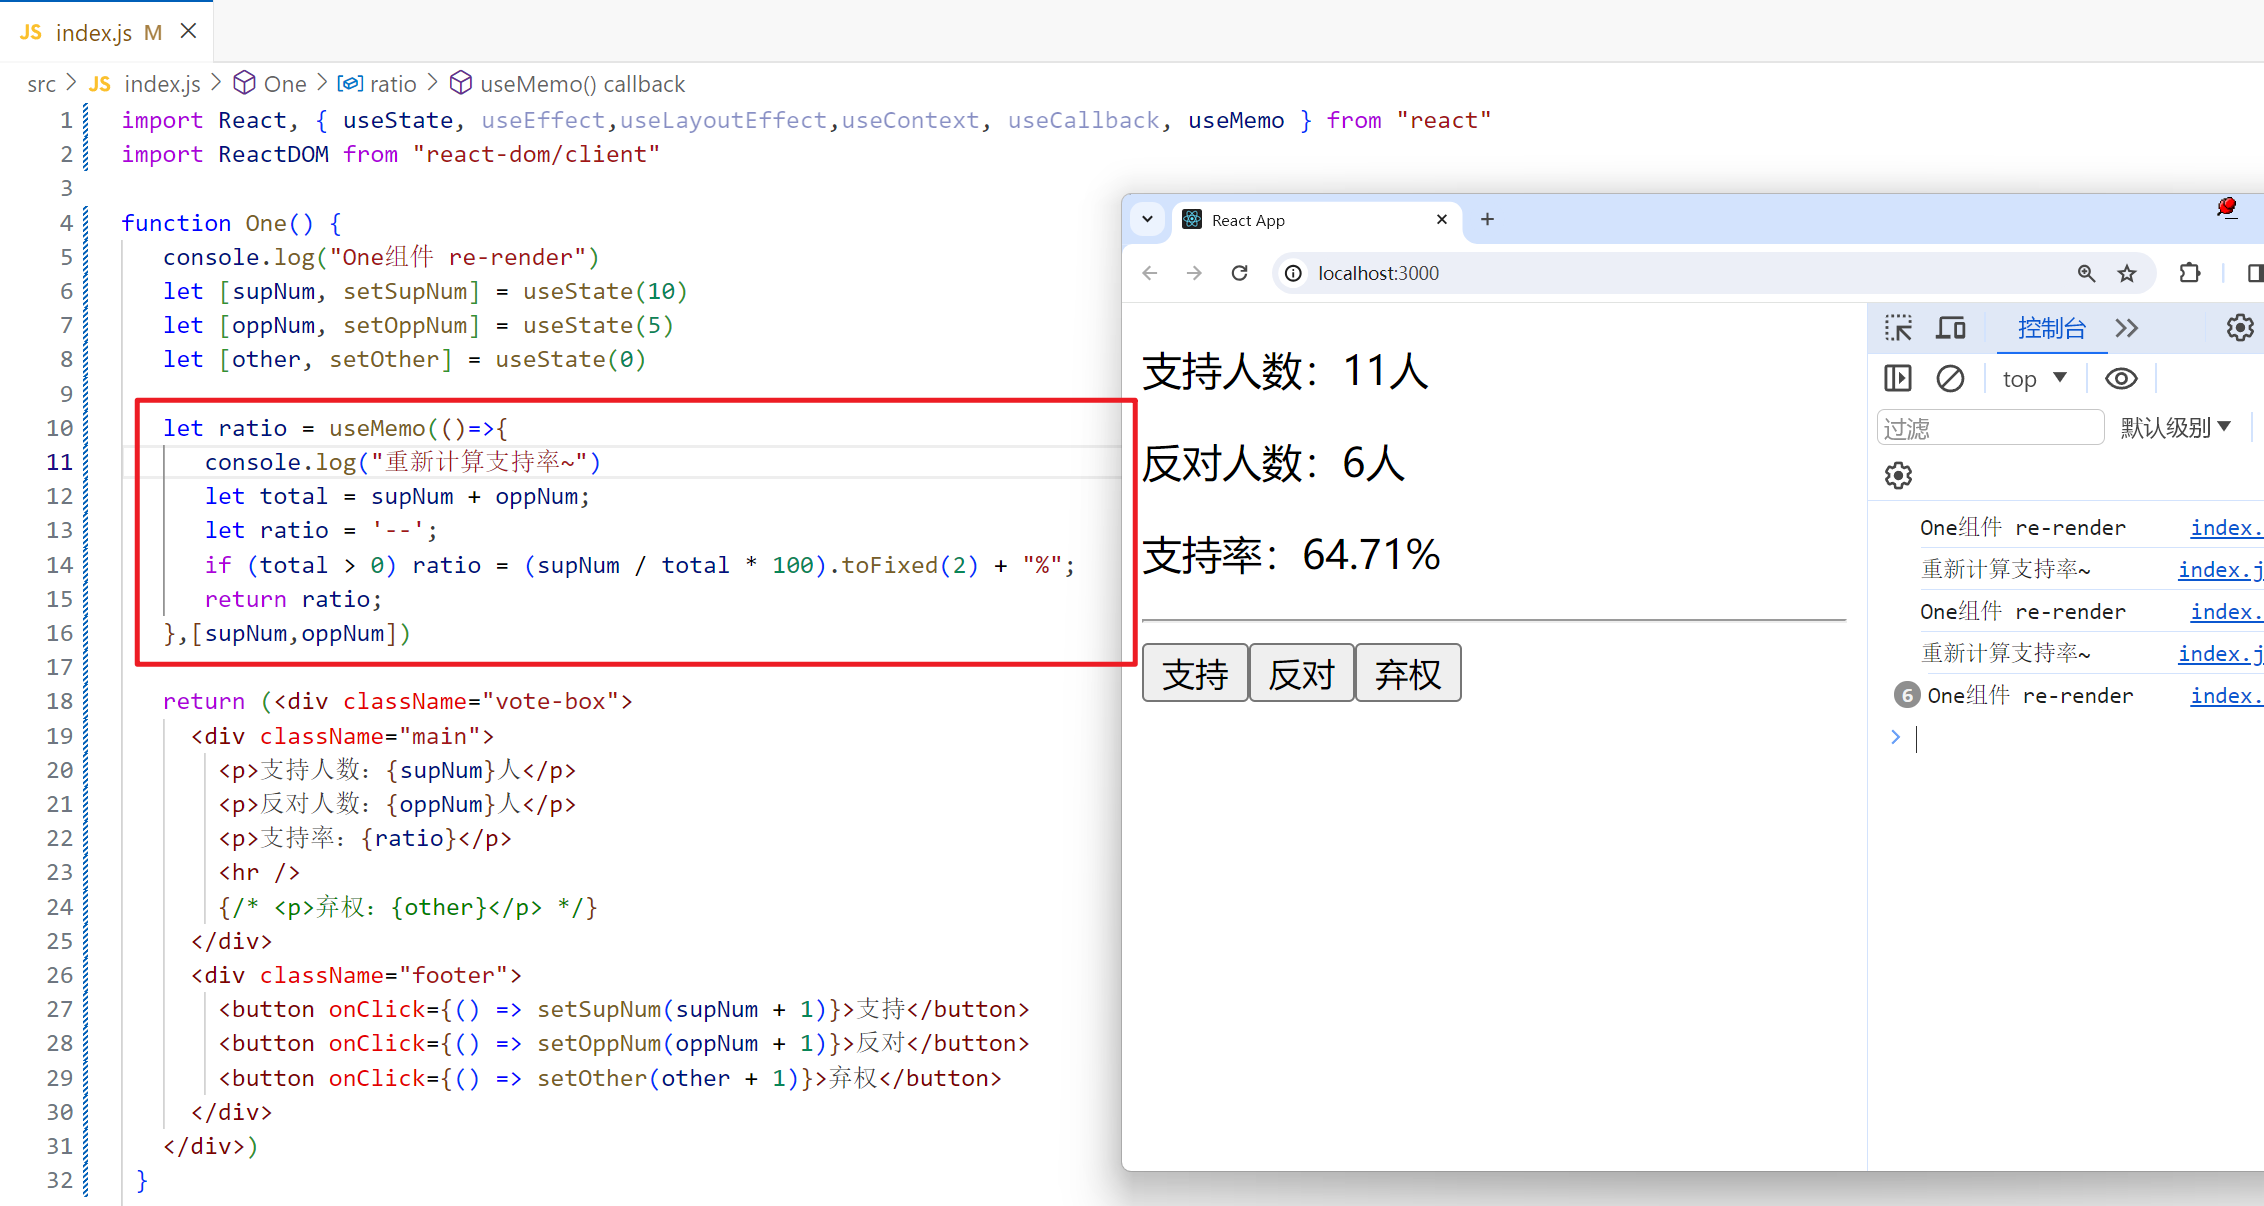 JS index.js M
src > JS index.js > One > ratio > useMemo() callback
1 import React, { useState, useEffect,useLayoutEffect,useContext, useCallback, useMemo } from "react"
2 import ReactDOM from "react-dom/client"
3
4 function One() {
5 console.log("One组件 re-render")
6 let [supNum, setSupNum] = useState(10)
7 let [oppNum, setOppNum] = useState(5)
8 let [other, setOther] = useState(0)
9
10 let ratio = useMemo(()=>{
11 console.log("重新计算支持率~")
12 let total = supNum + oppNum;
13 let ratio = '--';
14 if (total > 0) ratio = (supNum / total * 100).toFixed(2) + "%";
15 return ratio;
16 },[supNum,oppNum])
17
18 return (<div className="vote-box">
19 <div className="main">
20 <p>支持人数：{supNum}人</p>
21 <p>反对人数：{oppNum}人</p>
22 <p>支持率：{ratio}</p>
23 <hr />
24 {/* <p>弃权：{other}</p> */}
25 </div>
26 <div className="footer">
27 <button onClick={() => setSupNum(supNum + 1)}>支持</button>
28 <button onClick={() => setOppNum(oppNum + 1)}>反对</button>
29 <button onClick={() => setOther(other + 1)}>弃权</button>
30 </div>
31 </div>)
32 }
React App
localhost:3000
支持人数：11人
反对人数：6人
支持率：64.71%
支持 反对 弃权
控制台
top
过滤 默认级别
One组件 re-render index.
重新计算支持率~ index.j
One组件 re-render index.
重新计算支持率~ index.j
6 One组件 re-render index.
>